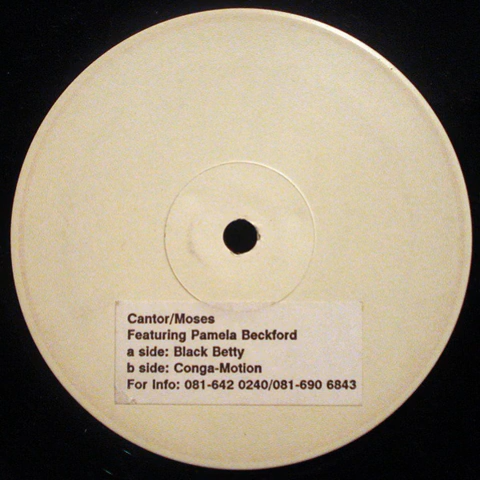 Cantor/Moses
Featuring Pamela Beckford
a side: Black Betty
b side: Conga-Motion
For Info: 081-642 0240/081-690 6843